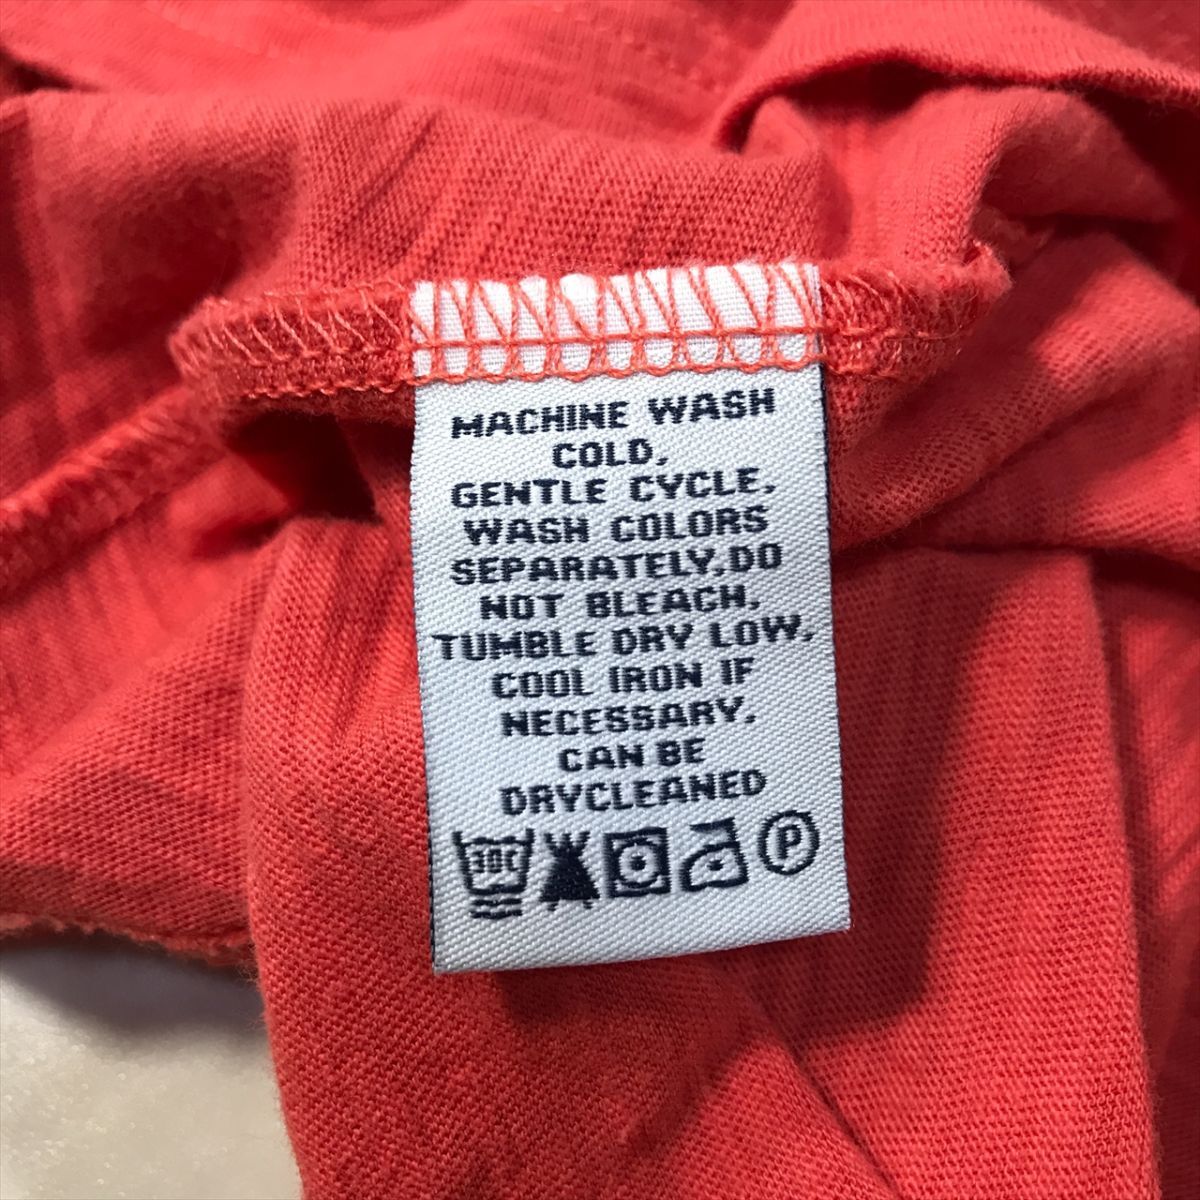 MACHINE WASH
COLD,
GENTLE CYCLE,
WASH COLORS
SEPARATELY,DO
NOT BLEACH,
TUMBLE DRY LOW,
COOL IRON IF
NECESSARY.
CAN BE
DRYCLEANED
30C P